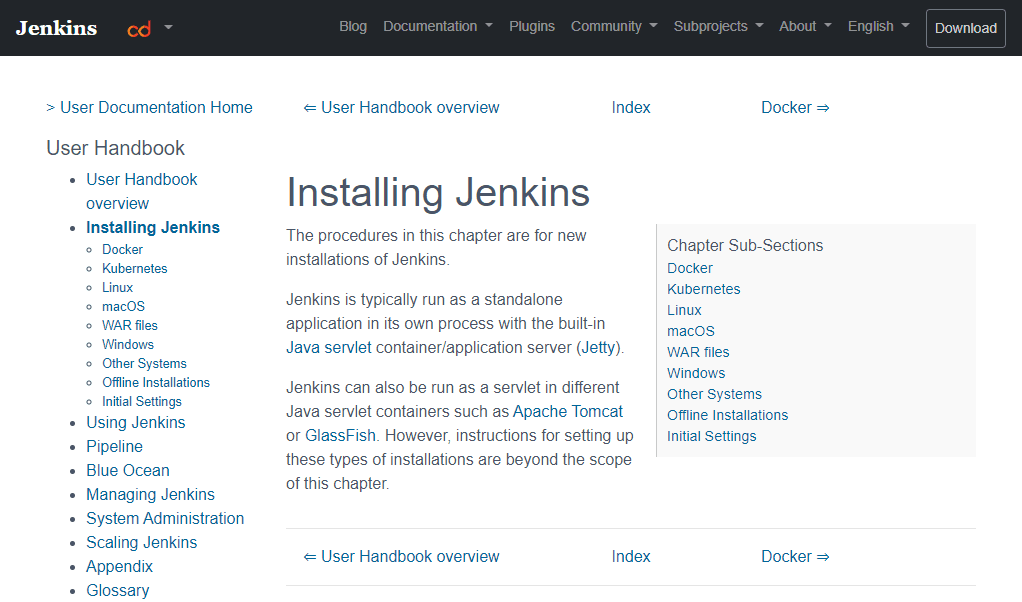 Jenkins cd Blog Documentation Plugins Community Subprojects About English Download
> User Documentation Home
User Handbook
User Handbook
overview
Installing Jenkins
Docker
Kubernetes
Linux
macOS
WAR files
Windows
Other Systems
Offline Installations
Initial Settings
Using Jenkins
Pipeline
Blue Ocean
Managing Jenkins
System Administration
Scaling Jenkins
Appendix
Glossary
⇐ User Handbook overview Index Docker ⇒
Installing Jenkins
The procedures in this chapter are for new
installations of Jenkins.
Jenkins is typically run as a standalone
application in its own process with the built-in
Java servlet container/application server (Jetty).
Jenkins can also be run as a servlet in different
Java servlet containers such as Apache Tomcat
or GlassFish. However, instructions for setting up
these types of installations are beyond the scope
of this chapter.
Chapter Sub-Sections
Docker
Kubernetes
Linux
macOS
WAR files
Windows
Other Systems
Offline Installations
Initial Settings
⇐ User Handbook overview Index Docker ⇒